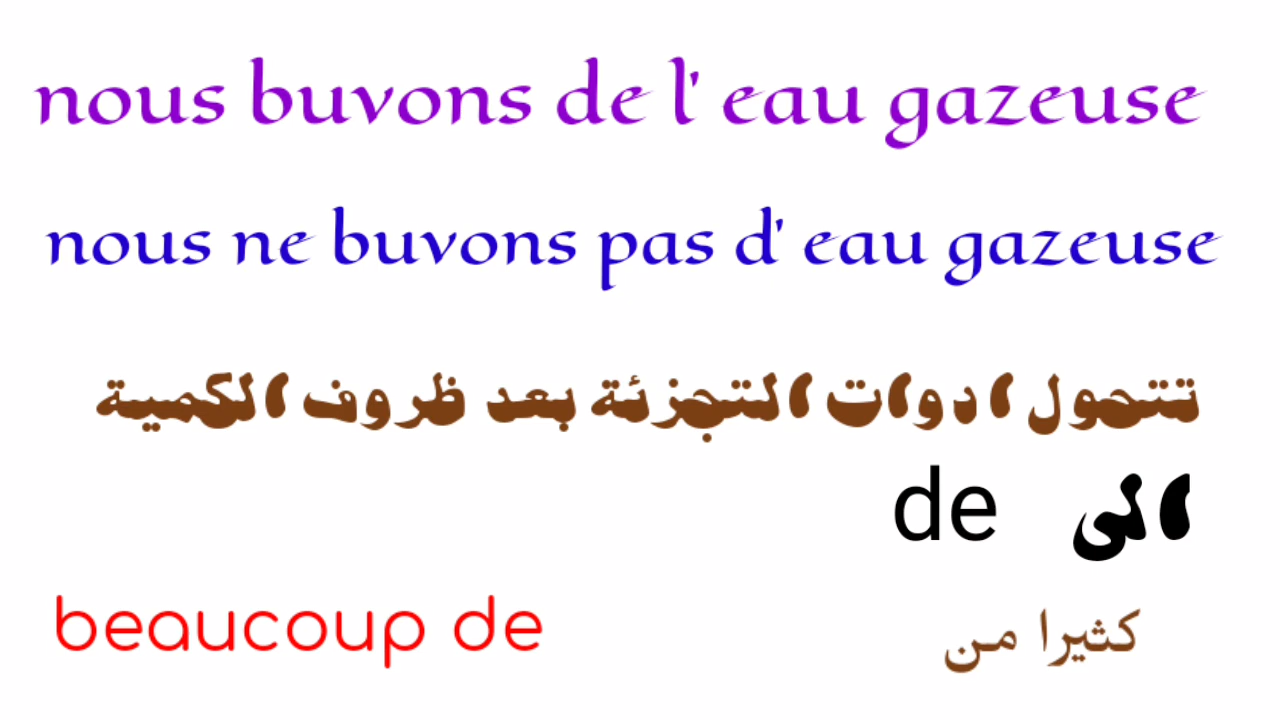 nous buvons de l' eau gazeuse
nous ne buvons pas d' eau gazeuse
تتحول ادوات التجزئة بعد ظروف الكمية
الى de
beaucoup de كثيرا من